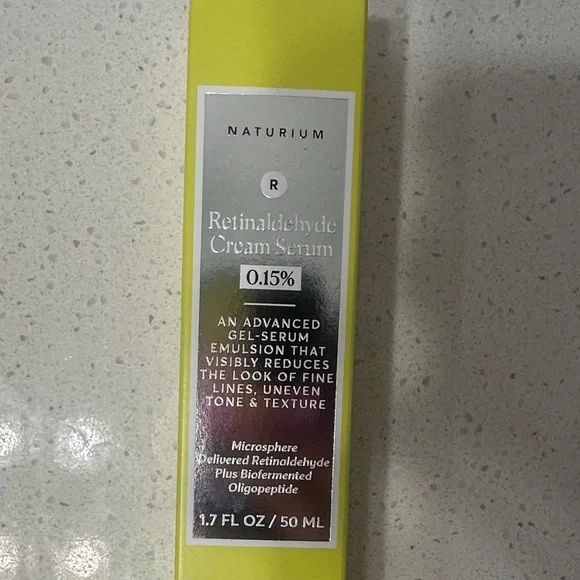 NATURIUM
R
Retinaldehyde
Cream Serum
0.15%
AN ADVANCED
GEL-SERUM
EMULSION THAT
VISIBLY REDUCES
THE LOOK OF FINE
LINES, UNEVEN
TONE & TEXTURE
Microsphere
Delivered Retinaldehyde
Plus Biofermented
Oligopeptide
1.7 FL OZ / 50 ML